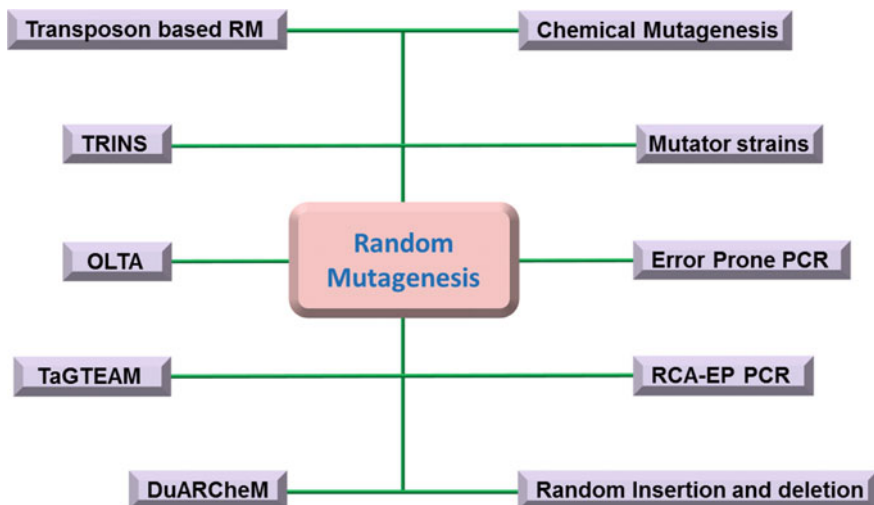 Transposon based RM
Chemical Mutagenesis
TRINS
Mutator strains
Random
Mutagenesis
OLTA
Error Prone PCR
TaGTEAM
RCA-EP PCR
DuARCheM
Random Insertion and deletion